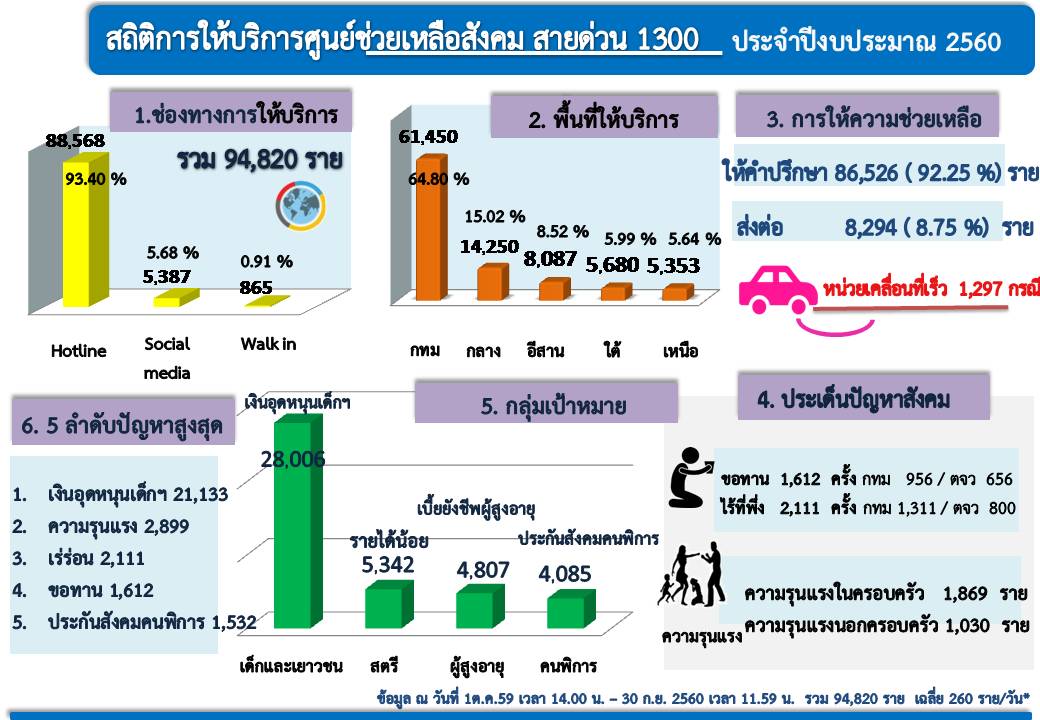 สถิติการให้บริการศูนย์ช่วยเหลือสังคม สายด่วน 1300 ประจำปีงบประมาณ 2560
1.ช่องทางการให้บริการ
รวม 94,820 ราย
88,568
93.40 %
5.68 %
5,387
0.91 %
865
Hotline
Social
media
Walk in
2. พื้นที่ให้บริการ
61,450
64.80 %
15.02 %
14,250
8.52 %
8,087
5.99 %
5,680
5.64 %
5,353
กทม กลาง อีสาน ใต้ เหนือ
3. การให้ความช่วยเหลือ
ให้คำปรึกษา 86,526 ( 92.25 %) ราย
ส่งต่อ 8,294 ( 8.75 %) ราย
หน่วยเคลื่อนที่เร็ว 1,297 กรณี
6. 5 ลำดับปัญหาสูงสุด
1. เงินอุดหนุนเด็กฯ 21,133
2. ความรุนแรง 2,899
3. เร่ร่อน 2,111
4. ขอทาน 1,612
5. ประกันสังคมคนพิการ 1,532
5. กลุ่มเป้าหมาย
เงินอุดหนุนเด็กฯ
28,006
รายได้น้อย
5,342
เบี้ยยังชีพผู้สูงอายุ
4,807
ประกันสังคมคนพิการ
4,085
เด็กและเยาวชน สตรี ผู้สูงอายุ คนพิการ
4. ประเด็นปัญหาสังคม
ขอทาน 1,612 ครั้ง กทม 956 / ตจว 656
ไร้ที่พึ่ง 2,111 ครั้ง กทม 1,311 / ตจว 800
ความรุนแรงในครอบครัว 1,869 ราย
ความรุนแรงนอกครอบครัว 1,030 ราย
ความรุนแรง
ข้อมูล ณ วันที่ 1ต.ค.59 เวลา 14.00 น. – 30 ก.ย. 2560 เวลา 11.59 น. รวม 94,820 ราย เฉลี่ย 260 ราย/วัน*